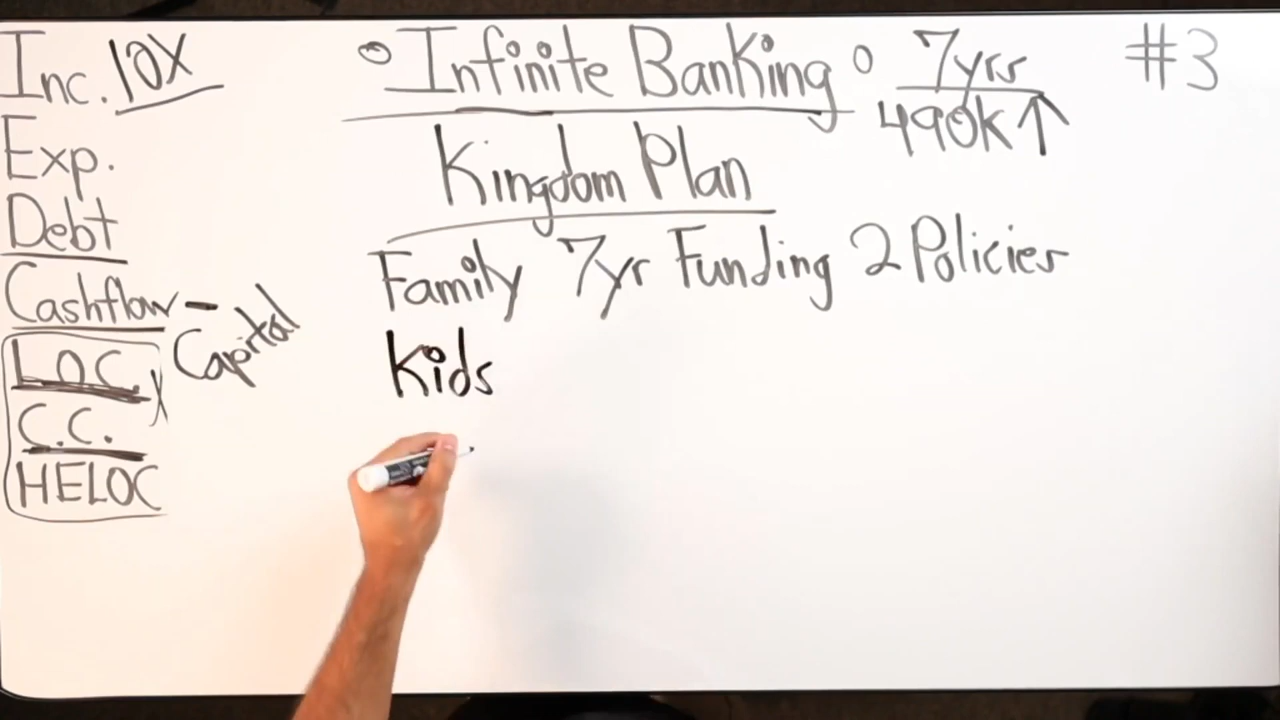 Inc. 10X
Exp.
Debt
Cashflow - Capital
L.O.C.
C.C.
HELOC
Infinite Banking
7yrs
490K ↑
#3
Kingdom Plan
Family 7yr Funding 2 Policies
Kids